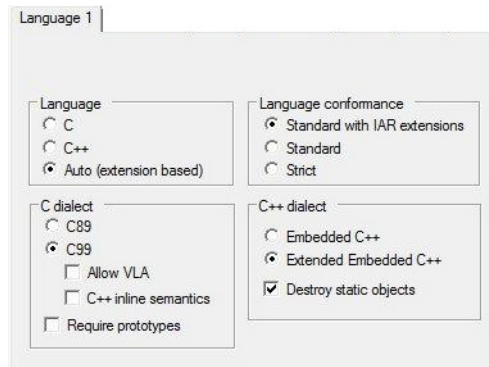 Language 1
Language
C
C++
Auto (extension based)
Language conformance
Standard with IAR extensions
Standard
Strict
C dialect
C89
C99
Allow VLA
C++ inline semantics
Require prototypes
C++ dialect
Embedded C++
Extended Embedded C++
Destroy static objects